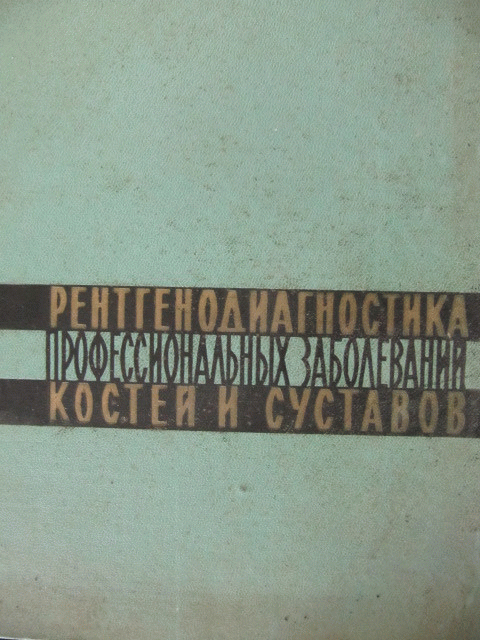 РЕНТГЕНОДИАГНОСТИКА
ПРОФЕССИОНАЛЬНЫХ ЗАБОЛЕВАНИЙ
КОСТЕЙ И СУСТАВОВ